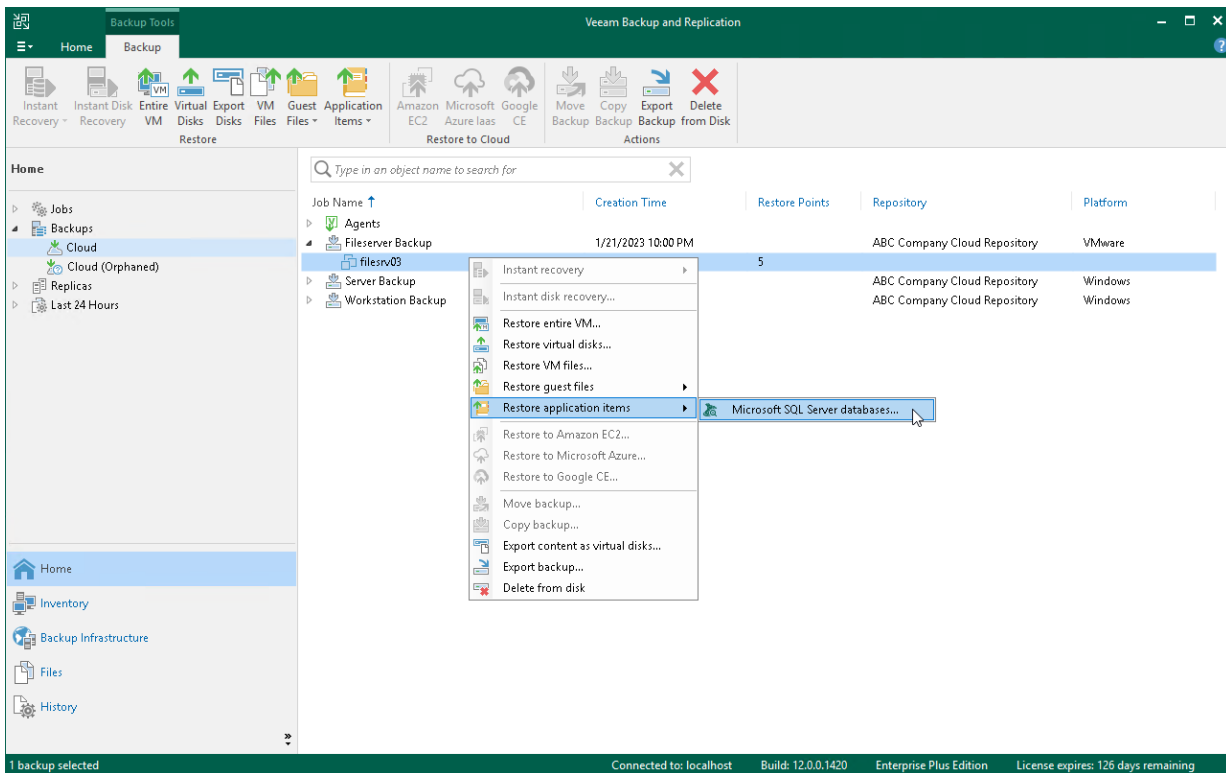 Backup Tools
Veeam Backup and Replication
Home Backup
Instant Recovery
Instant Disk Recovery
Entire VM
Virtual Disks
Export Disks
VM Files
Guest Files
Application Items
Amazon EC2
Microsoft Azure Iaas
Google CE
Move Backup
Copy Backup
Export Backup
Delete from Disk
Restore
Restore to Cloud
Actions
Home
Type in an object name to search for
Jobs
Backups
Cloud
Cloud (Orphaned)
Replicas
Last 24 Hours
Job Name Creation Time Restore Points Repository Platform
Agents
Fileserver Backup 1/21/2023 10:00 PM ABC Company Cloud Repository VMware
filesrv03 5
Server Backup ABC Company Cloud Repository Windows
Workstation Backup ABC Company Cloud Repository Windows
Instant recovery
Instant disk recovery...
Restore entire VM...
Restore virtual disks...
Restore VM files...
Restore guest files
Restore application items
Microsoft SQL Server databases...
Restore to Amazon EC2...
Restore to Microsoft Azure...
Restore to Google CE...
Move backup...
Copy backup...
Export content as virtual disks...
Export backup...
Delete from disk
Home
Inventory
Backup Infrastructure
Files
History
1 backup selected
Connected to: localhost
Build: 12.0.0.1420
Enterprise Plus Edition
License expires: 126 days remaining